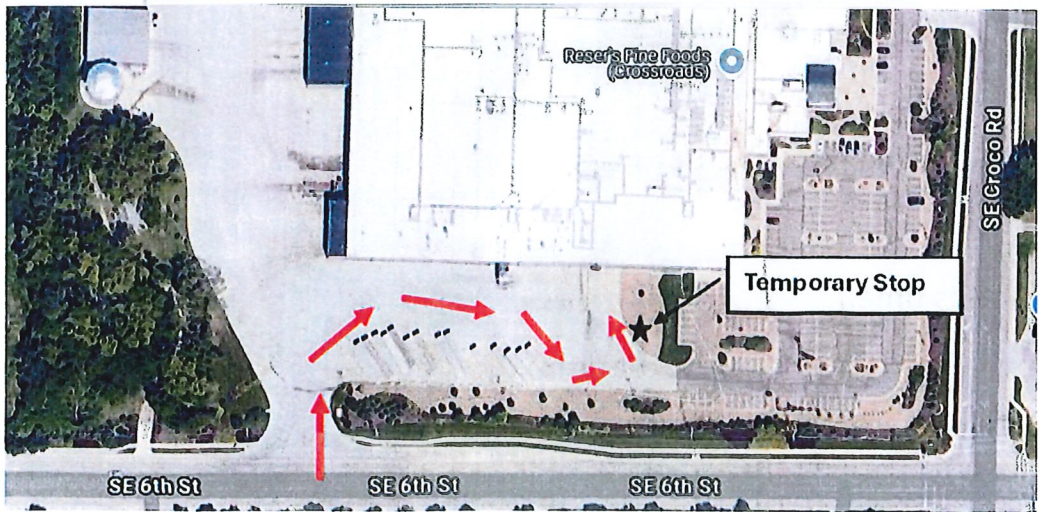 Reser's Fine Foods
(Crossroads)
SE Croco Rd
Temporary Stop
SE 6th St
SE 6th St
SE 6th St